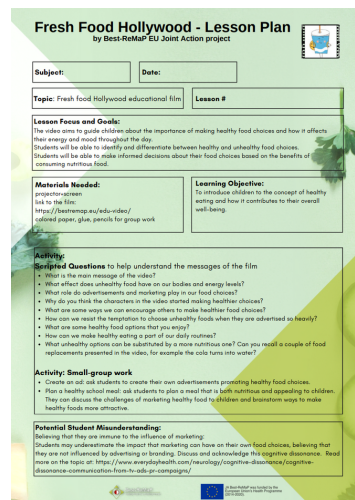 Fresh Food Hollywood - Lesson Plan
by Best-ReMaP EU Joint Action project
Subject:
Date:
Topic: Fresh food Hollywood educational film
Lesson #
Lesson Focus and Goals:
The video aims to guide children about the importance of making healthy food choices and how it affects
their energy and mood throughout the day.
Students will be able to identify and differentiate between healthy and unhealthy food choices.
Students will be able to make informed decisions about their food choices based on the benefits of
consuming nutritious food.
Materials Needed:
projector+screen
link to the film:
https://bestremap.eu/edu-video/
colored paper, glue, pencils for group work
Learning Objective:
To introduce children to the concept of healthy
eating and how it contributes to their overall
well-being.
Activity:
Scripted Questions to help understand the messages of the film
• What is the main message of the video?
• What effect does unhealthy food have on our bodies and energy levels?
• What role do advertisements and marketing play in our food choices?
• Why do you think the characters in the video started making healthier choices?
• What are some ways we can encourage others to make healthier food choices?
• How can we resist the temptation to choose unhealthy foods when they are advertised so heavily?
• What are some healthy food options that you enjoy?
• How can we make healthy eating a part of our daily routines?
• What unhealthy options can be substituted by a more nutritious one? Can you recall a couple of food
replacements presented in the video, for example the cola turns into water?
Activity: Small-group work
• Create an ad: ask students to create their own advertisements promoting healthy food choices.
• Plan a healthy school meal: ask students to plan a meal that is both nutritious and appealing to children.
They can discuss the challenges of marketing healthy food to children and brainstorm ways to make
healthy foods more attractive.
Potential Student Misunderstanding:
Believing that they are immune to the influence of marketing:
Students may underestimate the impact that marketing can have on their own food choices, believing that
they are not influenced by advertising or branding. Discuss and acknowledge this cognitive dissonance. Read
more on the topic at: https://www.everydayhealth.com/neurology/cognitive-dissonance/cognitive-
dissonance-communication-from-tv-ads-pr-campaigns/